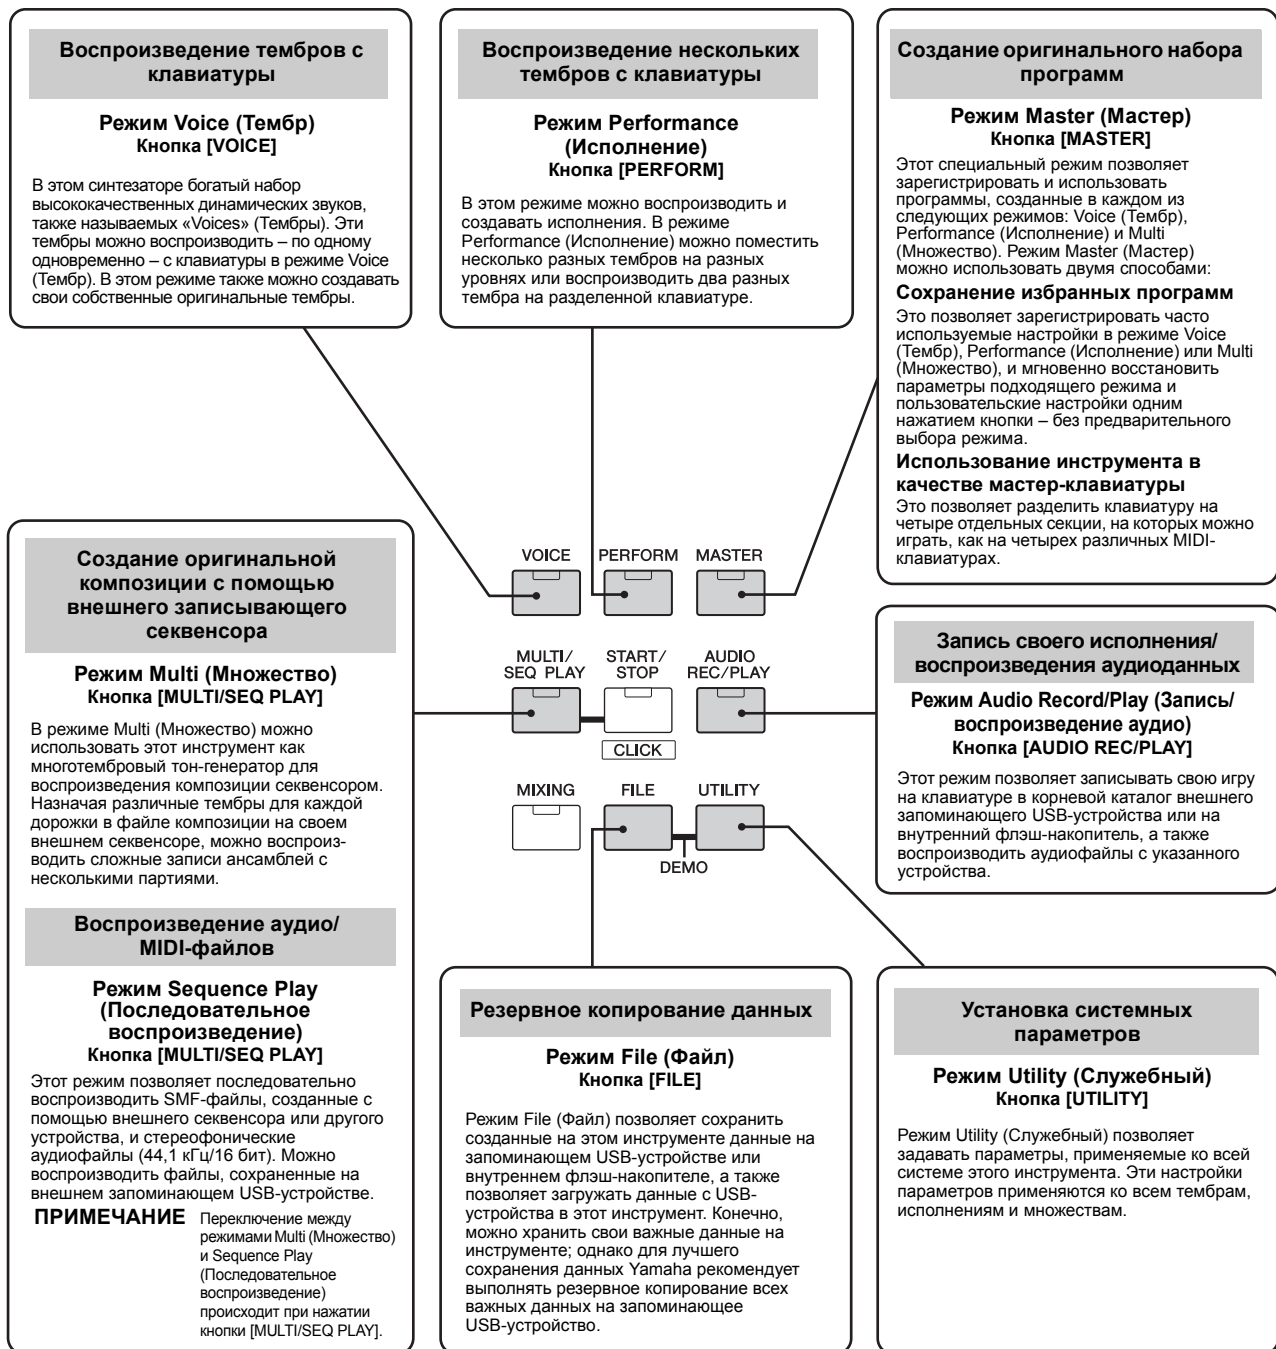 Воспроизведение тембров с
клавиатуры
Режим Voice (Тембр)
Кнопка [VOICE]
В этом синтезаторе богатый набор
высококачественных динамических звуков,
также называемых «Voices» (Тембры). Эти
тембры можно воспроизводить – по одному
одновременно – с клавиатуры в режиме Voice
(Тембр). В этом режиме также можно создавать
свои собственные оригинальные тембры.
Воспроизведение нескольких
тембров с клавиатуры
Режим Performance
(Исполнение)
Кнопка [PERFORM]
В этом режиме можно воспроизводить и
создавать исполнения. В режиме
Performance (Исполнение) можно поместить
несколько разных тембров на разных
уровнях или воспроизводить два разных
тембра на разделенной клавиатуре.
Создание оригинального набора
программ
Режим Master (Мастер)
Кнопка [MASTER]
Этот специальный режим позволяет
зарегистрировать и использовать
программы, созданные в каждом из
следующих режимов: Voice (Тембр),
Performance (Исполнение) и Multi
(Множество). Режим Master (Мастер)
можно использовать двумя способами:
Сохранение избранных программ
Это позволяет зарегистрировать часто
используемые настройки в режиме Voice
(Тембр), Performance (Исполнение) или Multi
(Множество), и мгновенно восстановить
параметры подходящего режима и
пользовательские настройки одним
нажатием кнопки – без предварительного
выбора режима.
Использование инструмента в
качестве мастер-клавиатуры
Это позволяет разделить клавиатуру на
четыре отдельных секции, на которых можно
играть, как на четырех различных MIDI-
клавиатурах.
Создание оригинальной
композиции с помощью
внешнего записывающего
секвенсора
Режим Multi (Множество)
Кнопка [MULTI/SEQ PLAY]
В режиме Multi (Множество) можно
использовать этот инструмент как
многотембровый тон-генератор для
воспроизведения композиции секвенсором.
Назначая различные тембры для каждой
дорожки в файле композиции на своем
внешнем секвенсоре, можно воспроиз-
водить сложные записи ансамблей с
несколькими партиями.
Воспроизведение аудио/
MIDI-файлов
Режим Sequence Play
(Последовательное
воспроизведение)
Кнопка [MULTI/SEQ PLAY]
Этот режим позволяет последовательно
воспроизводить SMF-файлы, созданные с
помощью внешнего секвенсора или другого
устройства, и стереофонические
аудиофайлы (44,1 кГц/16 бит). Можно
воспроизводить файлы, сохраненные на
внешнем запоминающем USB-устройстве.
ПРИМЕЧАНИЕ Переключение между
режимами Multi (Множество)
и Sequence Play
(Последовательное
воспроизведение)
происходит при нажатии
кнопки [MULTI/SEQ PLAY].
VOICE PERFORM MASTER
MULTI/
SEQ PLAY
START/
STOP
AUDIO
REC/PLAY
CLICK
MIXING FILE UTILITY
DEMO
Запись своего исполнения/
воспроизведения аудиоданных
Режим Audio Record/Play (Запись/
воспроизведение аудио)
Кнопка [AUDIO REC/PLAY]
Этот режим позволяет записывать свою игру
на клавиатуре в корневой каталог внешнего
запоминающего USB-устройства или на
внутренний флэш-накопитель, а также
воспроизводить аудиофайлы с указанного
устройства.
Резервное копирование данных
Режим File (Файл)
Кнопка [FILE]
Режим File (Файл) позволяет сохранить
созданные на этом инструменте данные на
запоминающем USB-устройстве или
внутреннем флэш-накопителе, а также
позволяет загружать данные с USB-
устройства в этот инструмент. Конечно,
можно хранить свои важные данные на
инструменте; однако для лучшего
сохранения данных Yamaha рекомендует
выполнять резервное копирование всех
важных данных на запоминающее
USB-устройство.
Установка системных
параметров
Режим Utility (Служебный)
Кнопка [UTILITY]
Режим Utility (Служебный) позволяет
задавать параметры, применяемые ко всей
системе этого инструмента. Эти настройки
параметров применяются ко всем тембрам,
исполнениям и множествам.